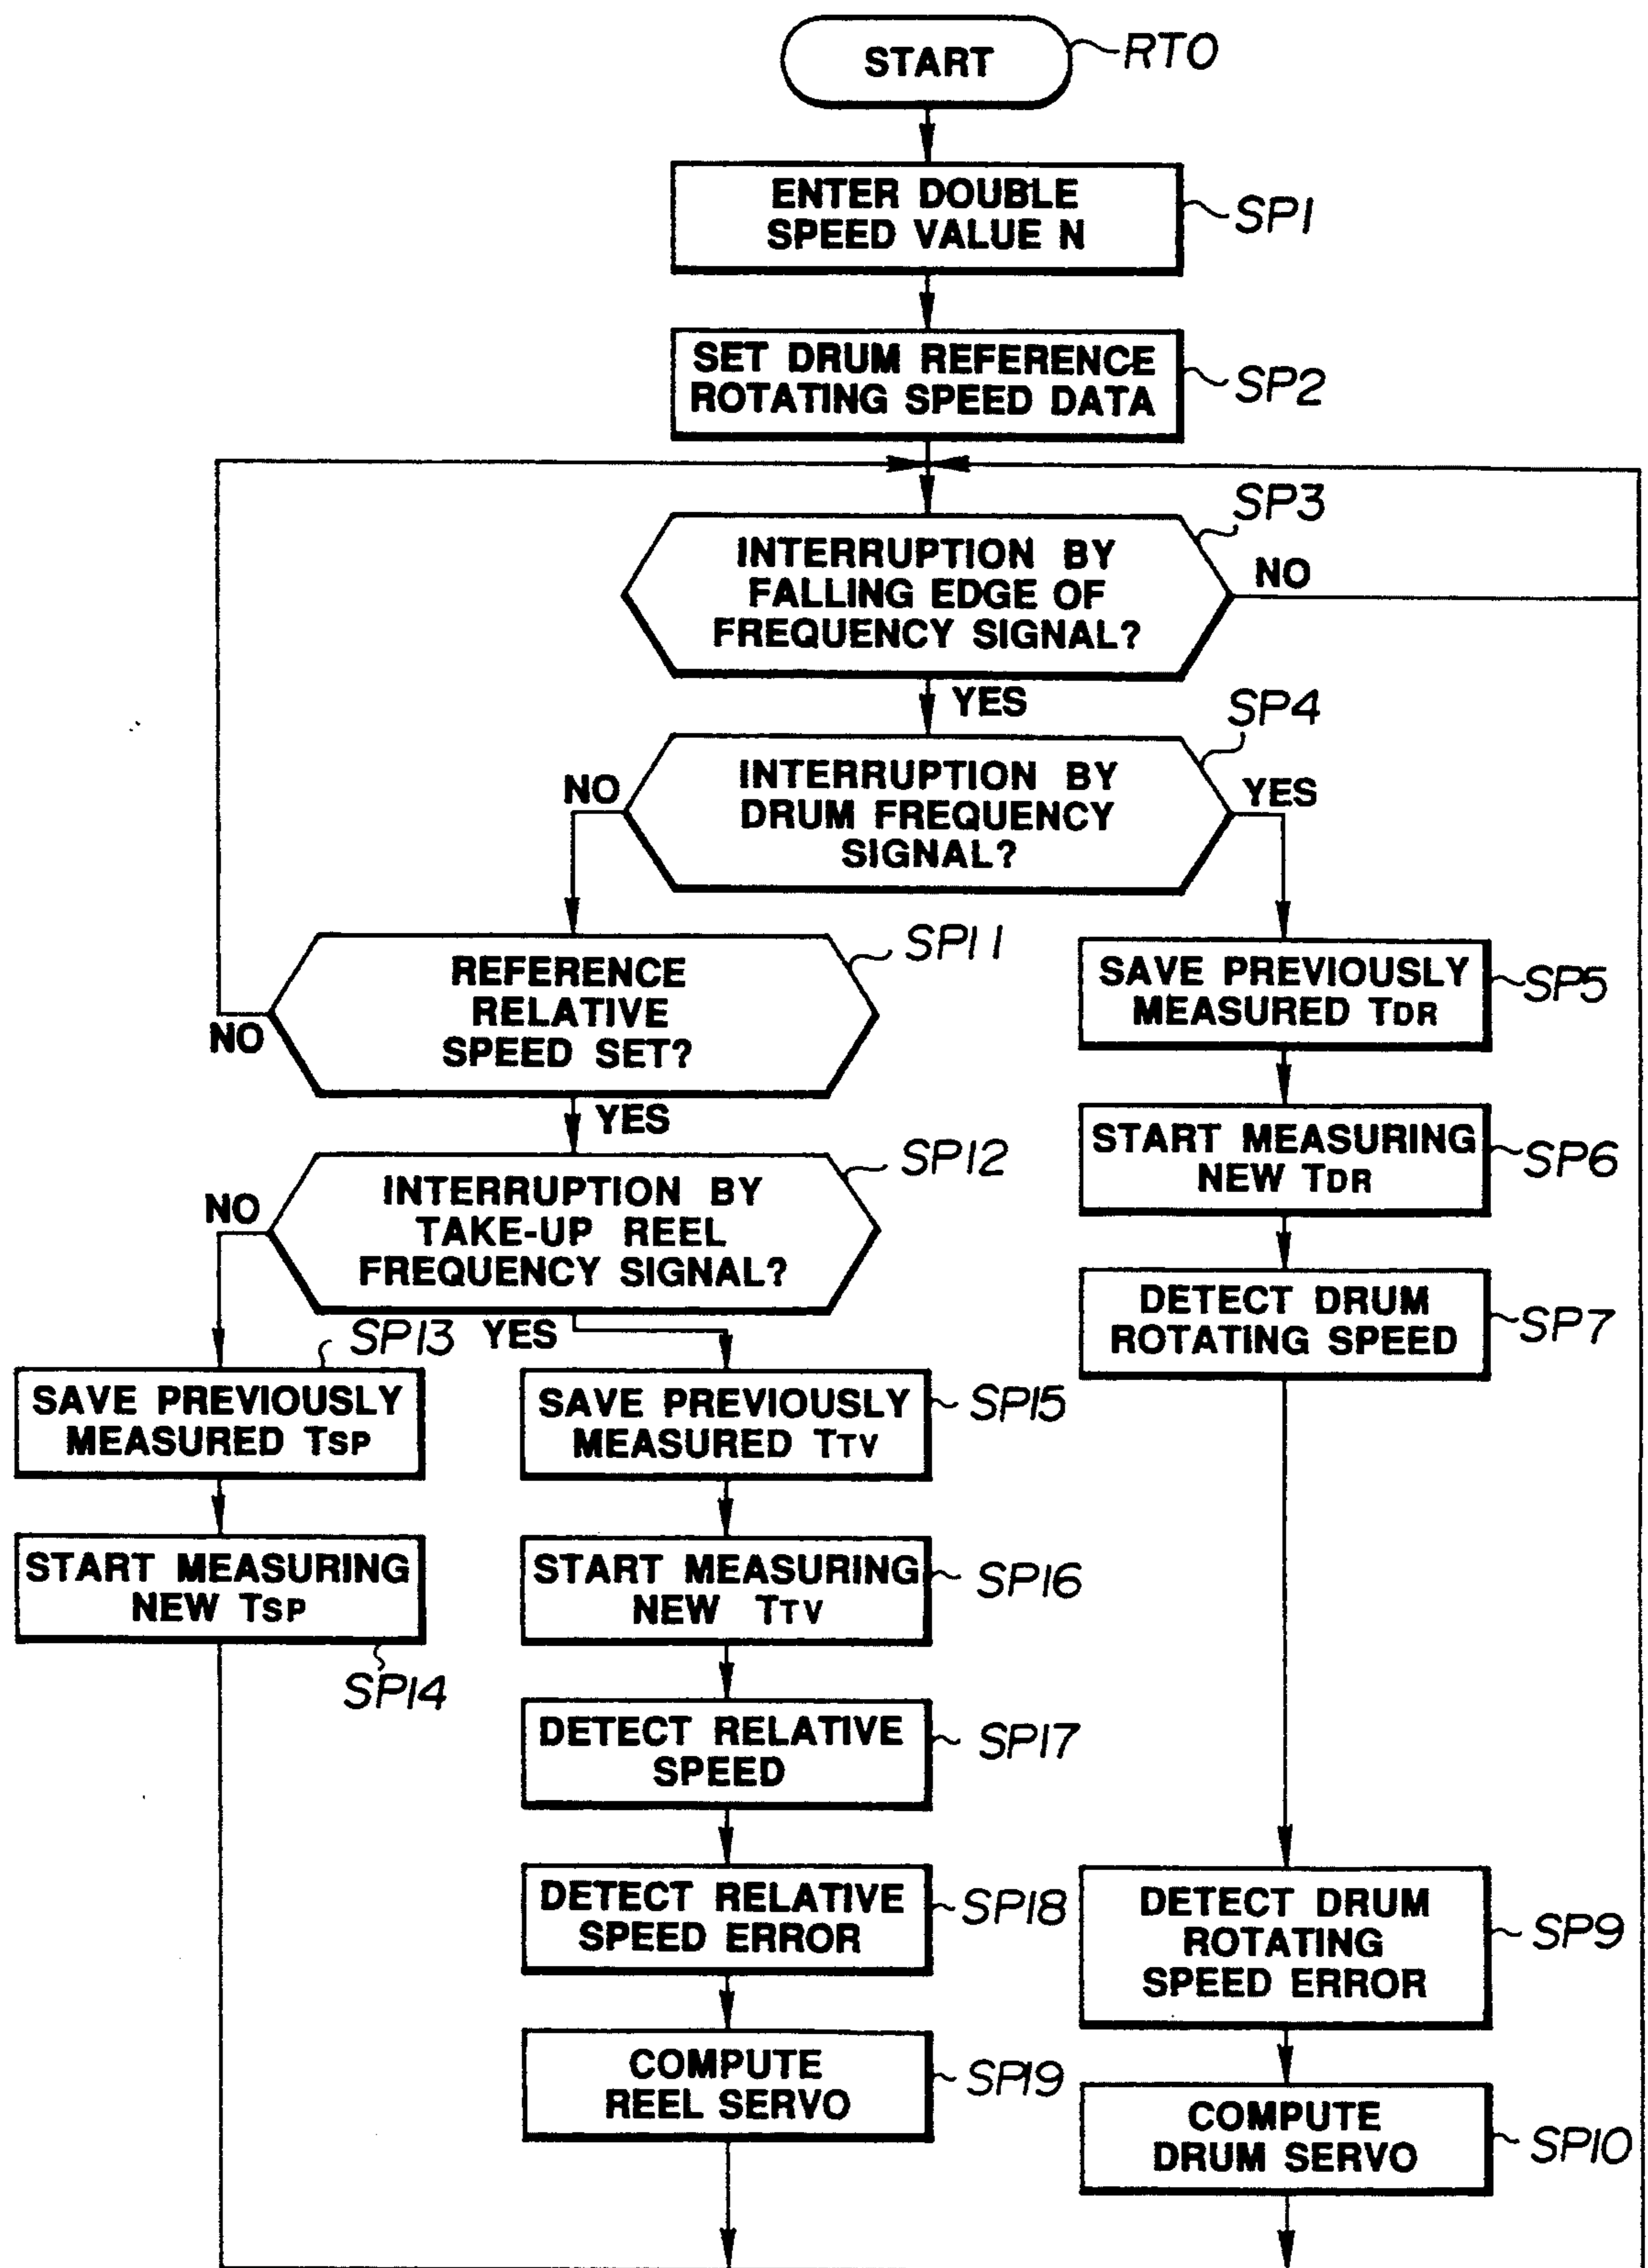 START
RT0
ENTER DOUBLE
SPEED VALUE N
SP1
SET DRUM REFERENCE
ROTATING SPEED DATA
SP2
SP3
INTERRUPTION BY
FALLING EDGE OF
FREQUENCY SIGNAL?
NO
YES
SP4
INTERRUPTION BY
DRUM FREQUENCY
SIGNAL?
NO
YES
SP11
REFERENCE
RELATIVE
SPEED SET?
NO
YES
SAVE PREVIOUSLY
MEASURED TDR
SP5
START MEASURING
NEW TDR
SP6
DETECT DRUM
ROTATING SPEED
SP7
SP12
INTERRUPTION BY
TAKE-UP REEL
FREQUENCY SIGNAL?
NO
YES
SP13
SAVE PREVIOUSLY
MEASURED TSP
START MEASURING
NEW TSP
SP14
SAVE PREVIOUSLY
MEASURED TTV
SP15
START MEASURING
NEW TTV
SP16
DETECT RELATIVE
SPEED
SP17
DETECT RELATIVE
SPEED ERROR
SP18
COMPUTE
REEL SERVO
SP19
DETECT DRUM
ROTATING
SPEED ERROR
SP9
COMPUTE
DRUM SERVO
SP10